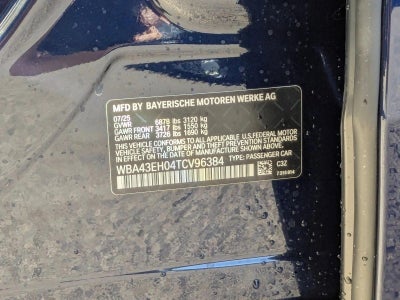 MFD BY BAYERISCHE MOTOREN WERKE AG
07/25
GVWR 6878 lbs 3120 kg
GAWR FRONT 3417 lbs 1550 kg
GAWR REAR 3726 lbs 1690 kg
THIS VEHICLE CONFORMS TO ALL APPLICABLE U.S. FEDERAL MOTOR
VEHICLE SAFETY, BUMPER, AND THEFT PREVENTION STANDARDS
IN EFFECT ON THE DATE OF MANUFACTURE SHOWN ABOVE.
WBA43EH04TCV96384 TYPE: PASSENGER CAR
C3Z